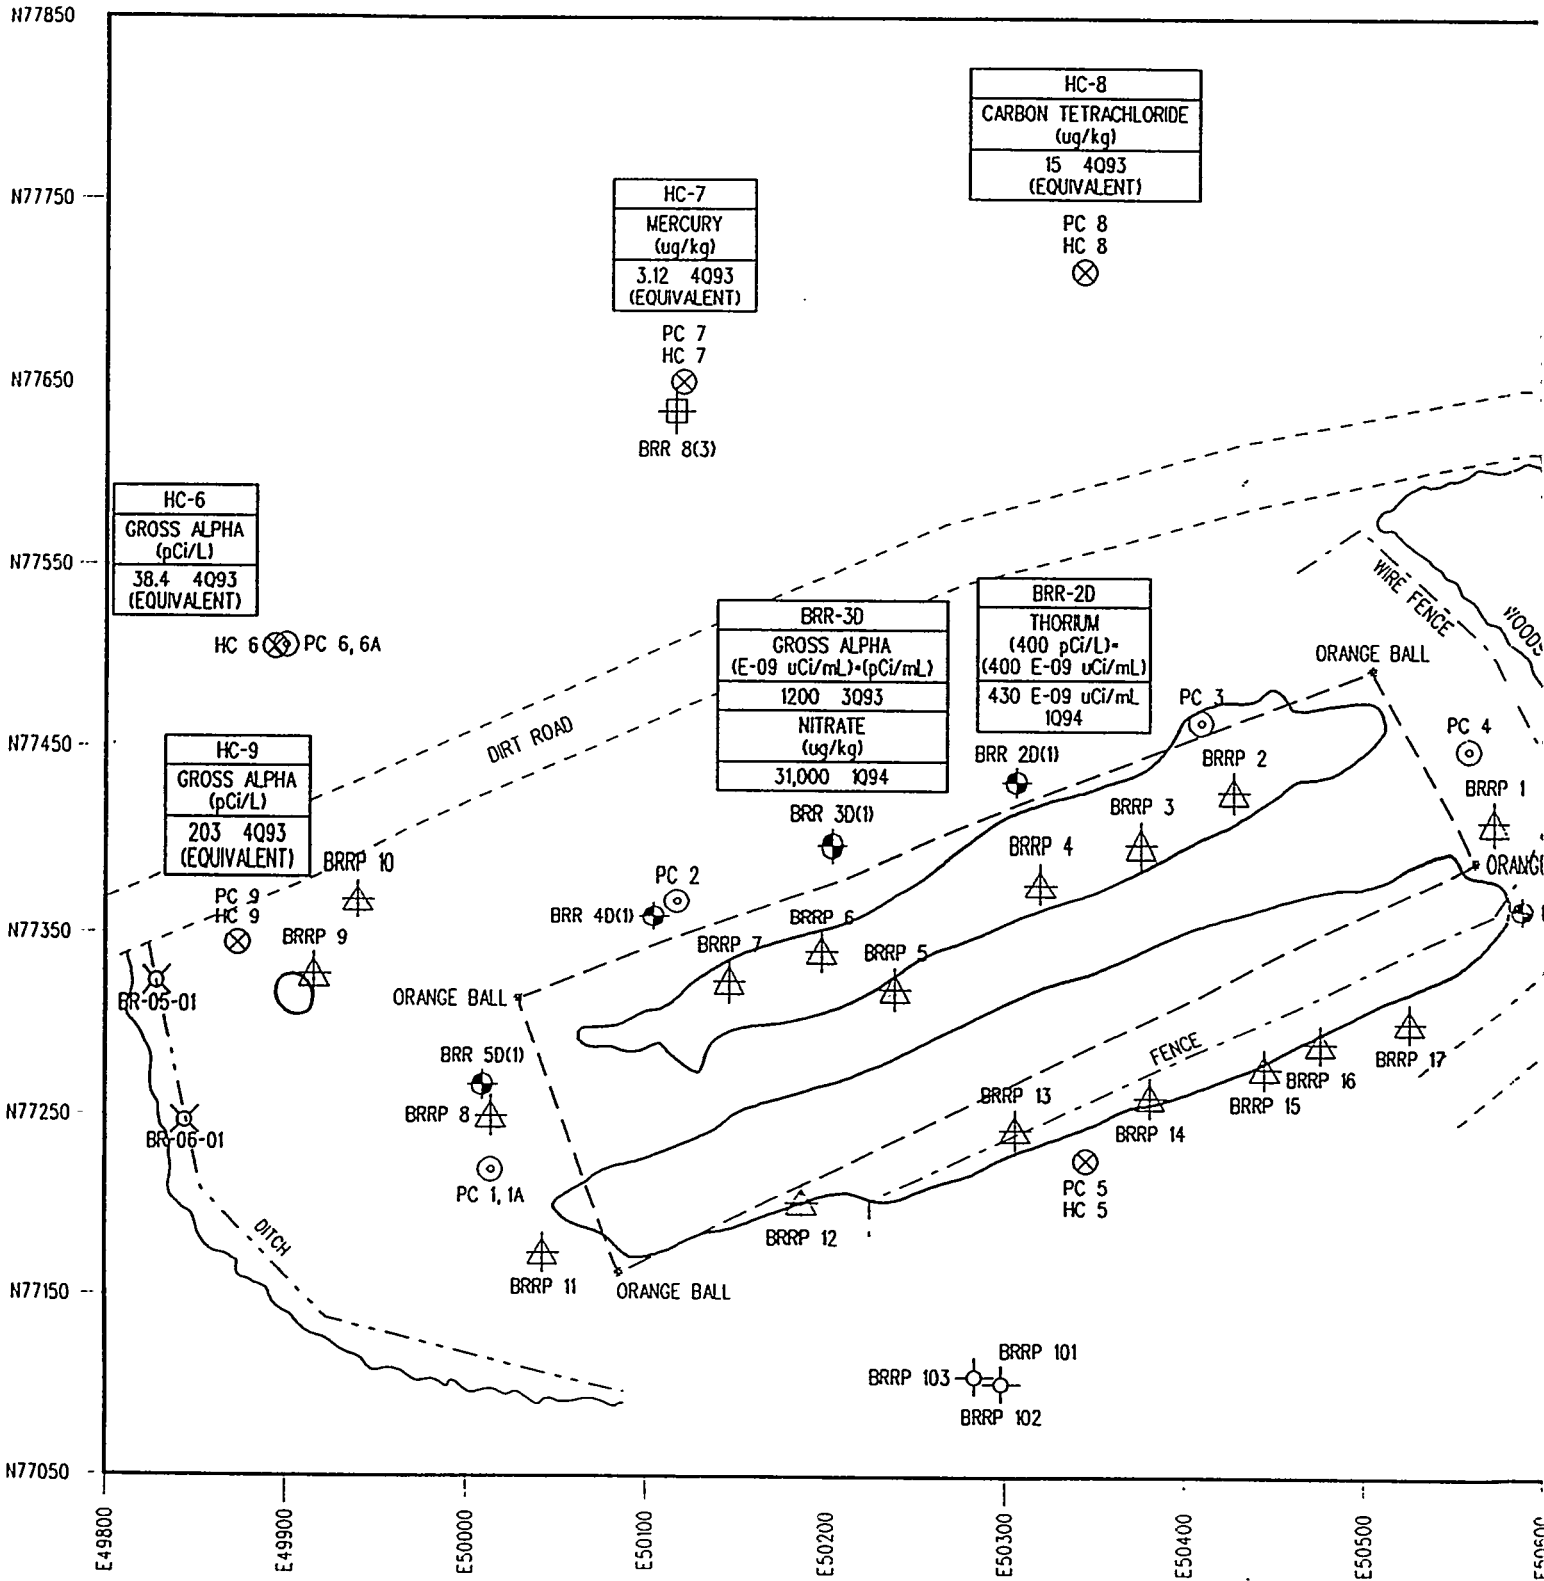 N77850
HC-8
CARBON TETRACHLORIDE
(ug/kg)
15 4Q93
(EQUIVALENT)
PC 8
HC 8
N77750
HC-7
MERCURY
(ug/kg)
3.12 4Q93
(EQUIVALENT)
PC 7
HC 7
BRR 8(3)
N77650
HC-6
GROSS ALPHA
(pCi/L)
38.4 4Q93
(EQUIVALENT)
HC 6
PC 6, 6A
N77550
BRR-3D
GROSS ALPHA
(E-09 uCi/mL)=(pCi/mL)
1200 3Q93
NITRATE
(ug/kg)
31,000 1Q94
BRR 3D(1)
BRR-2D
THORIUM
(400 pCi/L)=
(400 E-09 uCi/mL)
430 E-09 uCi/mL
1Q94
BRR 2D(1)
WIRE FENCE
WOODS
ORANGE BALL
PC 3
PC 4
BRRP 2
BRRP 1
BRRP 3
BRRP 4
ORANGE
N77450
DIRT ROAD
HC-9
GROSS ALPHA
(pCi/L)
203 4Q93
(EQUIVALENT)
BRRP 10
PC 9
HC 9
BRRP 9
PC 2
BRR 4D(1)
BRRP 6
BRRP 7
BRRP 5
N77350
BR-05-01
ORANGE BALL
BRR 5D(1)
BRRP 8
FENCE
BRRP 17
BRRP 16
BRRP 15
BRRP 14
BRRP 13
N77250
BR-06-01
PC 1, 1A
PC 5
HC 5
BRRP 12
DITCH
BRRP 11
ORANGE BALL
N77150
BRRP 101
BRRP 103
BRRP 102
N77050
E49800
E49900
E50000
E50100
E50200
E50300
E50400
E50500
E50600